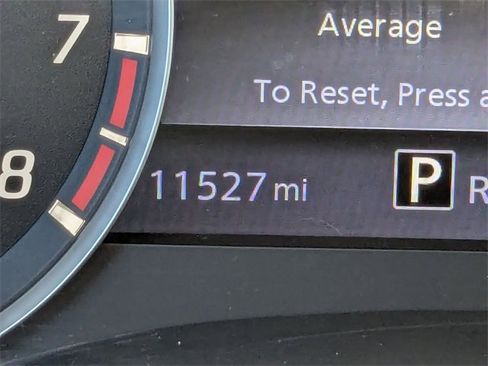 7
Average
To Reset, Press a
8
11527 mi
P R